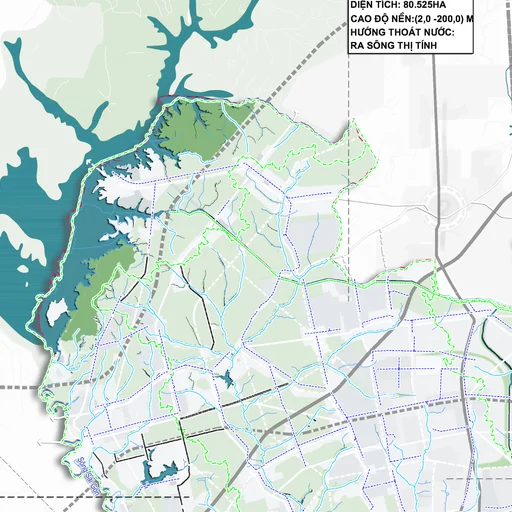 DIỆN TÍCH: 80.525HA
CAO ĐỘ NỀN:(2,0 -200,0) M
HƯỚNG THOÁT NƯỚC:
RA SÔNG THỊ TÍNH